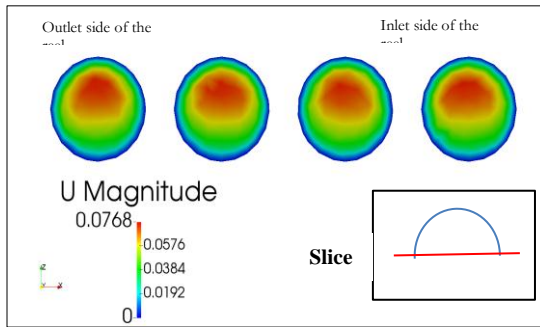 Outlet side of the
Inlet side of the
U Magnitude
0.0768
0.0576
0.0384
0.0192
0
Slice
Z
Y X